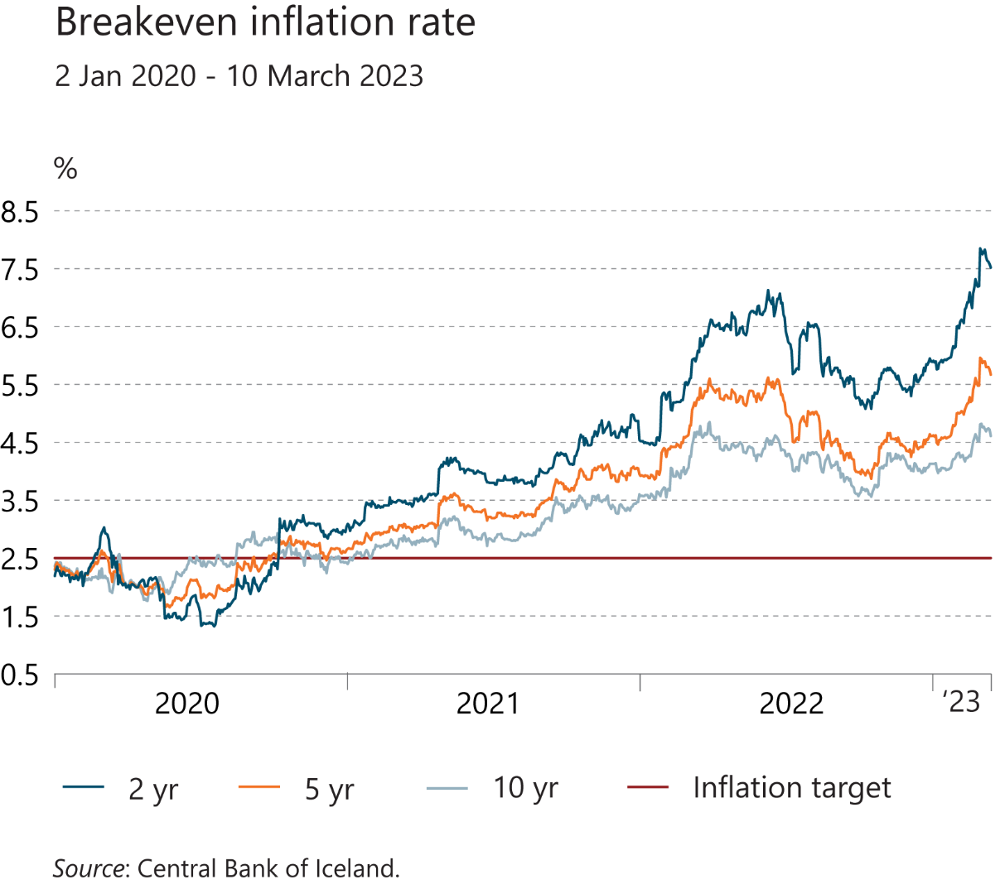 Breakeven inflation rate
2 Jan 2020 - 10 March 2023
%
8.5
7.5
6.5
5.5
4.5
3.5
2.5
1.5
0.5
2020 2021 2022 ‘23
2 yr 5 yr 10 yr Inflation target
Source: Central Bank of Iceland.